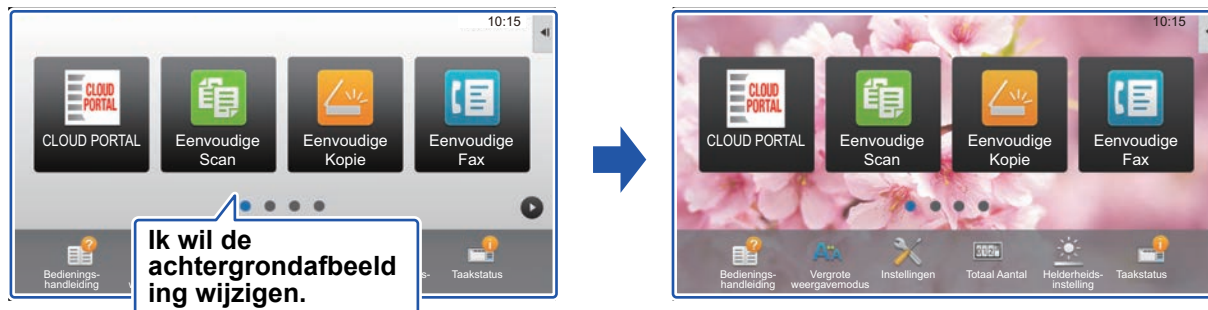 10:15
CLOUD
PORTAL
CLOUD PORTAL
Eenvoudige
Scan
Eenvoudige
Kopie
Eenvoudige
Fax
Ik wil de
achtergrondafbeeld
ing wijzigen.
Bedienings-
handleiding
Taakstatus
10:15
CLOUD
PORTAL
CLOUD PORTAL
Eenvoudige
Scan
Eenvoudige
Kopie
Eenvoudige
Fax
Bedienings-
handleiding
Vergrote
weergavemodus
Instellingen
Totaal Aantal
Helderheids-
instelling
Taakstatus